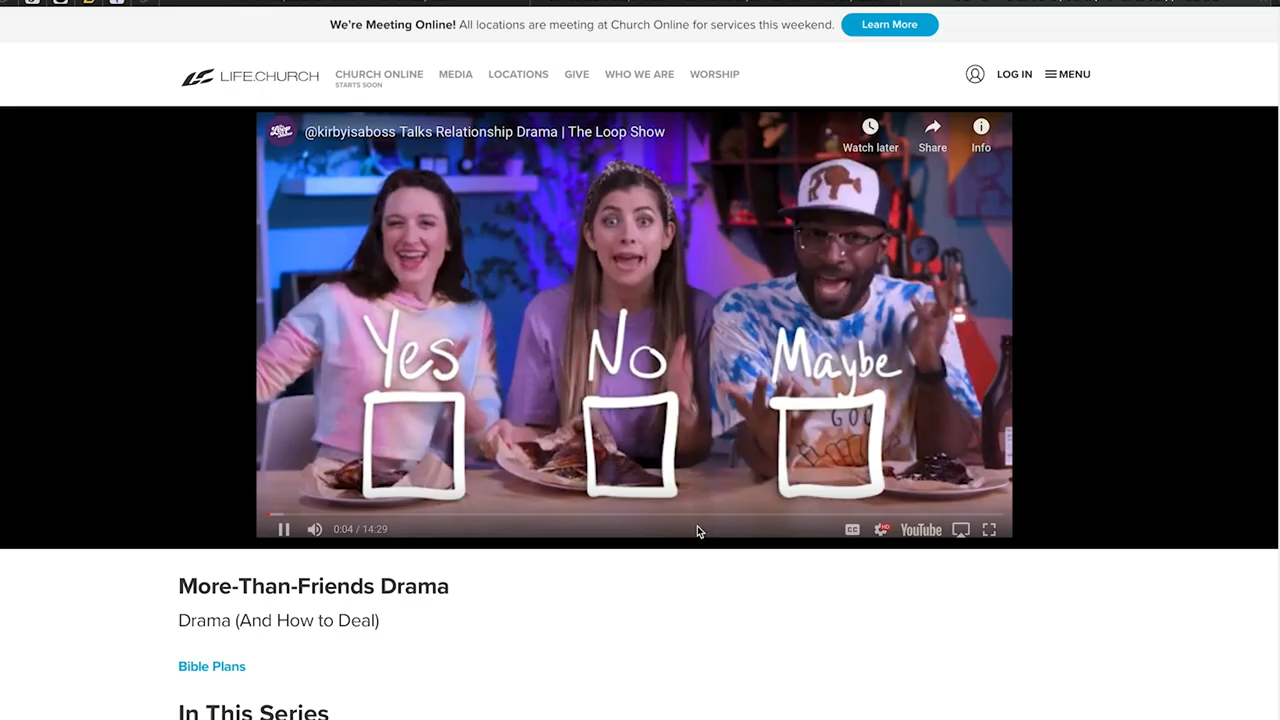 We're Meeting Online! All locations are meeting at Church Online for services this weekend. Learn More
LIFE.CHURCH CHURCH ONLINE MEDIA LOCATIONS GIVE WHO WE ARE WORSHIP LOG IN MENU
STARTS SOON
@kirbyisaboss Talks Relationship Drama | The Loop Show
Watch later Share Info
Yes No Maybe
GOO
0:04 / 14:29 CC HD YouTube
More-Than-Friends Drama
Drama (And How to Deal)
Bible Plans
In This Series